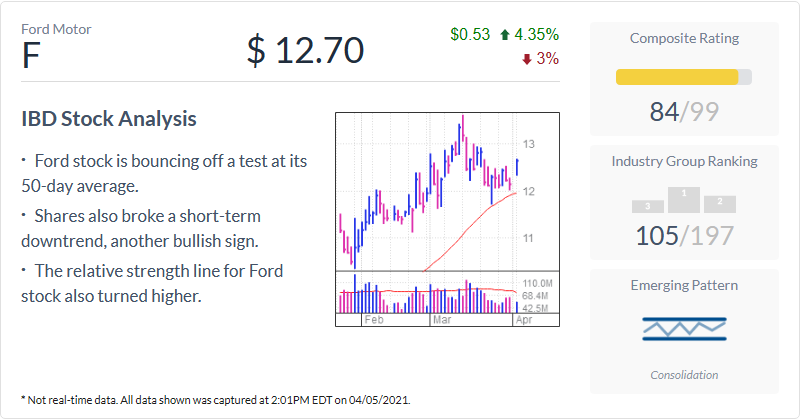 Ford Motor
F
$ 12.70
$0.53 4.35%
3%
IBD Stock Analysis
· Ford stock is bouncing off a test at its
50-day average.
· Shares also broke a short-term
downtrend, another bullish sign.
· The relative strength line for Ford
stock also turned higher.
13
12
11
110.0M
68.4M
42.5M
Feb Mar Apr
Composite Rating
84/99
Industry Group Ranking
3 1 2
105/197
Emerging Pattern
Consolidation
* Not real-time data. All data shown was captured at 2:01PM EDT on 04/05/2021.